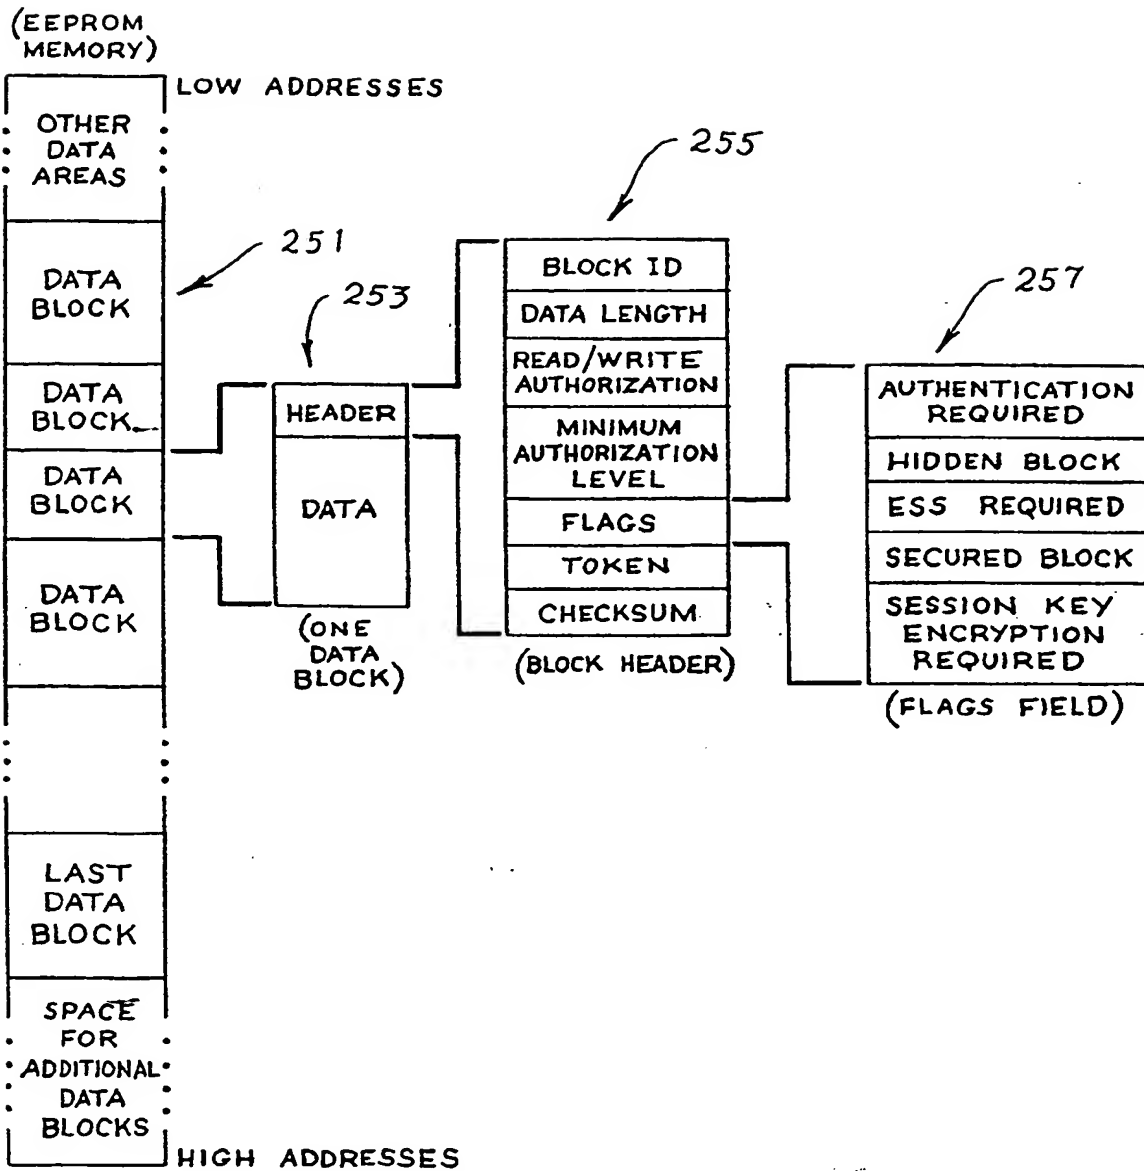 (EEPROM
MEMORY)
LOW ADDRESSES
OTHER
DATA
AREAS
251
DATA
BLOCK
DATA
BLOCK
DATA
BLOCK
DATA
BLOCK
LAST
DATA
BLOCK
SPACE
FOR
ADDITIONAL
DATA
BLOCKS
HIGH ADDRESSES
253
HEADER
DATA
(ONE
DATA
BLOCK)
255
BLOCK ID
DATA LENGTH
READ/WRITE
AUTHORIZATION
MINIMUM
AUTHORIZATION
LEVEL
FLAGS
TOKEN
CHECKSUM
(BLOCK HEADER)
257
AUTHENTICATION
REQUIRED
HIDDEN BLOCK
ESS REQUIRED
SECURED BLOCK
SESSION KEY
ENCRYPTION
REQUIRED
(FLAGS FIELD)